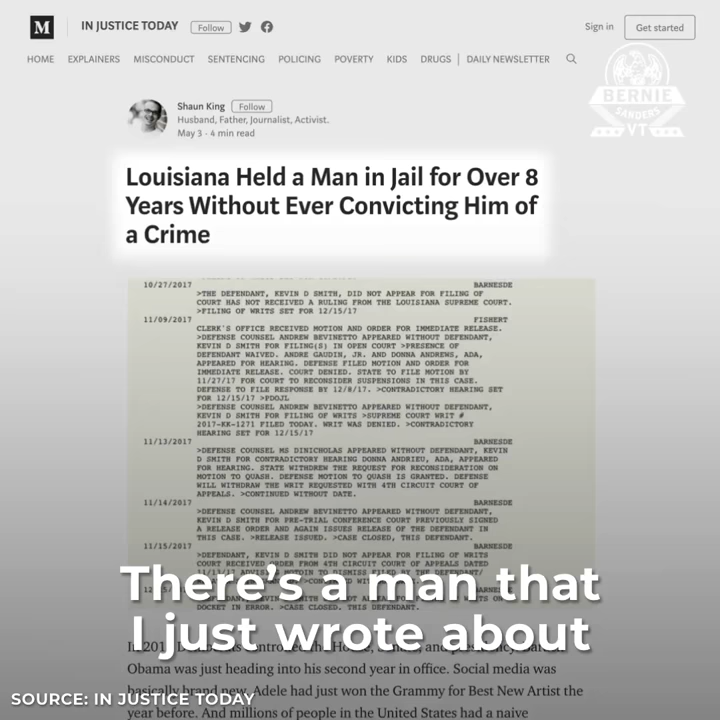 M
IN JUSTICE TODAY
Follow
Sign in
Get started
HOME
EXPLAINERS
MISCONDUCT
SENTENCING
POLICING
POVERTY
KIDS
DRUGS
DAILY NEWSLETTER
BERNIE
SANDERS
VT
Shaun King Follow
Husband, Father, Journalist, Activist.
May 3 · 4 min read
Louisiana Held a Man in Jail for Over 8
Years Without Ever Convicting Him of
a Crime
10/27/2017 BARNESDE
>THE DEFENDANT, KEVIN D SMITH, DID NOT APPEAR FOR FILING OF
COURT HAS NOT RECEIVED A RULING FROM THE LOUISIANA SUPREME COURT.
>FILING OF WRITS SET FOR 12/15/17
11/09/2017 FISHERT
CLERK'S OFFICE RECEIVED MOTION AND ORDER FOR IMMEDIATE RELEASE.
>DEFENSE COUNSEL ANDREW BEVINETTO APPEARED WITHOUT DEFENDANT,
KEVIN D SMITH FOR FILING(S) IN OPEN COURT >PRESENCE OF
DEFENDANT WAIVED. ANDRE GAUDIN, JR. AND DONNA ANDREWS, ADA,
APPEARED FOR HEARING. DEFENSE FILED MOTION AND ORDER FOR
IMMEDIATE RELEASE. COURT DENIED. STATE TO FILE MOTION BY
11/27/17 FOR COURT TO RECONSIDER SUSPENSIONS IN THIS CASE.
DEFENSE TO FILE RESPONSE BY 12/8/17. >CONTRADICTORY HEARING SET
FOR 12/15/17 >PDOJL
>DEFENSE COUNSEL ANDREW BEVINETTO APPEARED WITHOUT DEFENDANT,
KEVIN D SMITH FOR FILING OF WRITS >SUPREME COURT WRIT #
2017-KK-1271 FILED TODAY. WRIT WAS DENIED. >CONTRADICTORY
HEARING SET FOR 12/15/17
11/13/2017 BARNESDE
>DEFENSE COUNSEL MS DINICHOLAS APPEARED WITHOUT DEFENDANT, KEVIN
D SMITH FOR CONTRADICTORY HEARING DONNA ANDRIEU, ADA, APPEARED
FOR HEARING. STATE WITHDREW THE REQUEST FOR RECONSIDERATION ON
MOTION TO QUASH. DEFENSE MOTION TO QUASH IS GRANTED. DEFENSE
WILL WITHDRAW THE WRIT REQUESTED WITH 4TH CIRCUIT COURT OF
APPEALS. >CONTINUED WITHOUT DATE.
11/14/2017 BARNESDE
>DEFENSE COUNSEL ANDREW BEVINETTO APPEARED WITHOUT DEFENDANT,
KEVIN D SMITH FOR PRE-TRIAL CONFERENCE COURT PREVIOUSLY SIGNED
A RELEASE ORDER AND AGAIN ISSUES RELEASE OF THE DEFENDANT IN
THIS CASE. >RELEASE ISSUED. >CASE CLOSED, THIS DEFENDANT.
11/15/2017 BARNESDE
>DEFENDANT, KEVIN D SMITH DID NOT APPEAR FOR FILING OF WRITS
COURT RECEIVED ORDER FROM 4TH CIRCUIT COURT OF APPEALS DATED
DOCKET IN ERROR. >CASE CLOSED. THIS DEFENDANT.
There's a man that
I just wrote about
Obama was just heading into his second year in office. Social media was
basically brand new. Adele had just won the Grammy for Best New Artist the
year before. And millions of people in the United States had a naive
SOURCE: IN JUSTICE TODAY